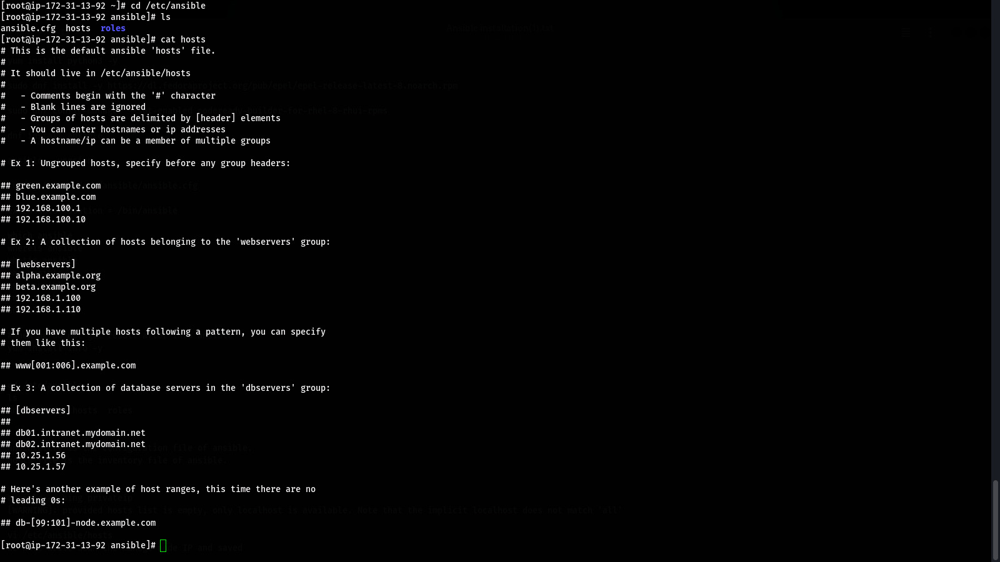 [root@ip-172-31-13-92 ~]# cd /etc/ansible
[root@ip-172-31-13-92 ansible]# ls
ansible.cfg  hosts  roles
[root@ip-172-31-13-92 ansible]# cat hosts
# This is the default ansible 'hosts' file.
#
# It should live in /etc/ansible/hosts
#
#   - Comments begin with the '#' character
#   - Blank lines are ignored
#   - Groups of hosts are delimited by [header] elements
#   - You can enter hostnames or ip addresses
#   - A hostname/ip can be a member of multiple groups

# Ex 1: Ungrouped hosts, specify before any group headers:

## green.example.com
## blue.example.com
## 192.168.100.1
## 192.168.100.10

# Ex 2: A collection of hosts belonging to the 'webservers' group:

## [webservers]
## alpha.example.org
## beta.example.org
## 192.168.1.100
## 192.168.1.110

# If you have multiple hosts following a pattern, you can specify
# them like this:

## www[001:006].example.com

# Ex 3: A collection of database servers in the 'dbservers' group:

## [dbservers]
##
## db01.intranet.mydomain.net
## db02.intranet.mydomain.net
## 10.25.1.56
## 10.25.1.57

# Here's another example of host ranges, this time there are no
# leading 0s:

## db-[99:101]-node.example.com

[root@ip-172-31-13-92 ansible]#